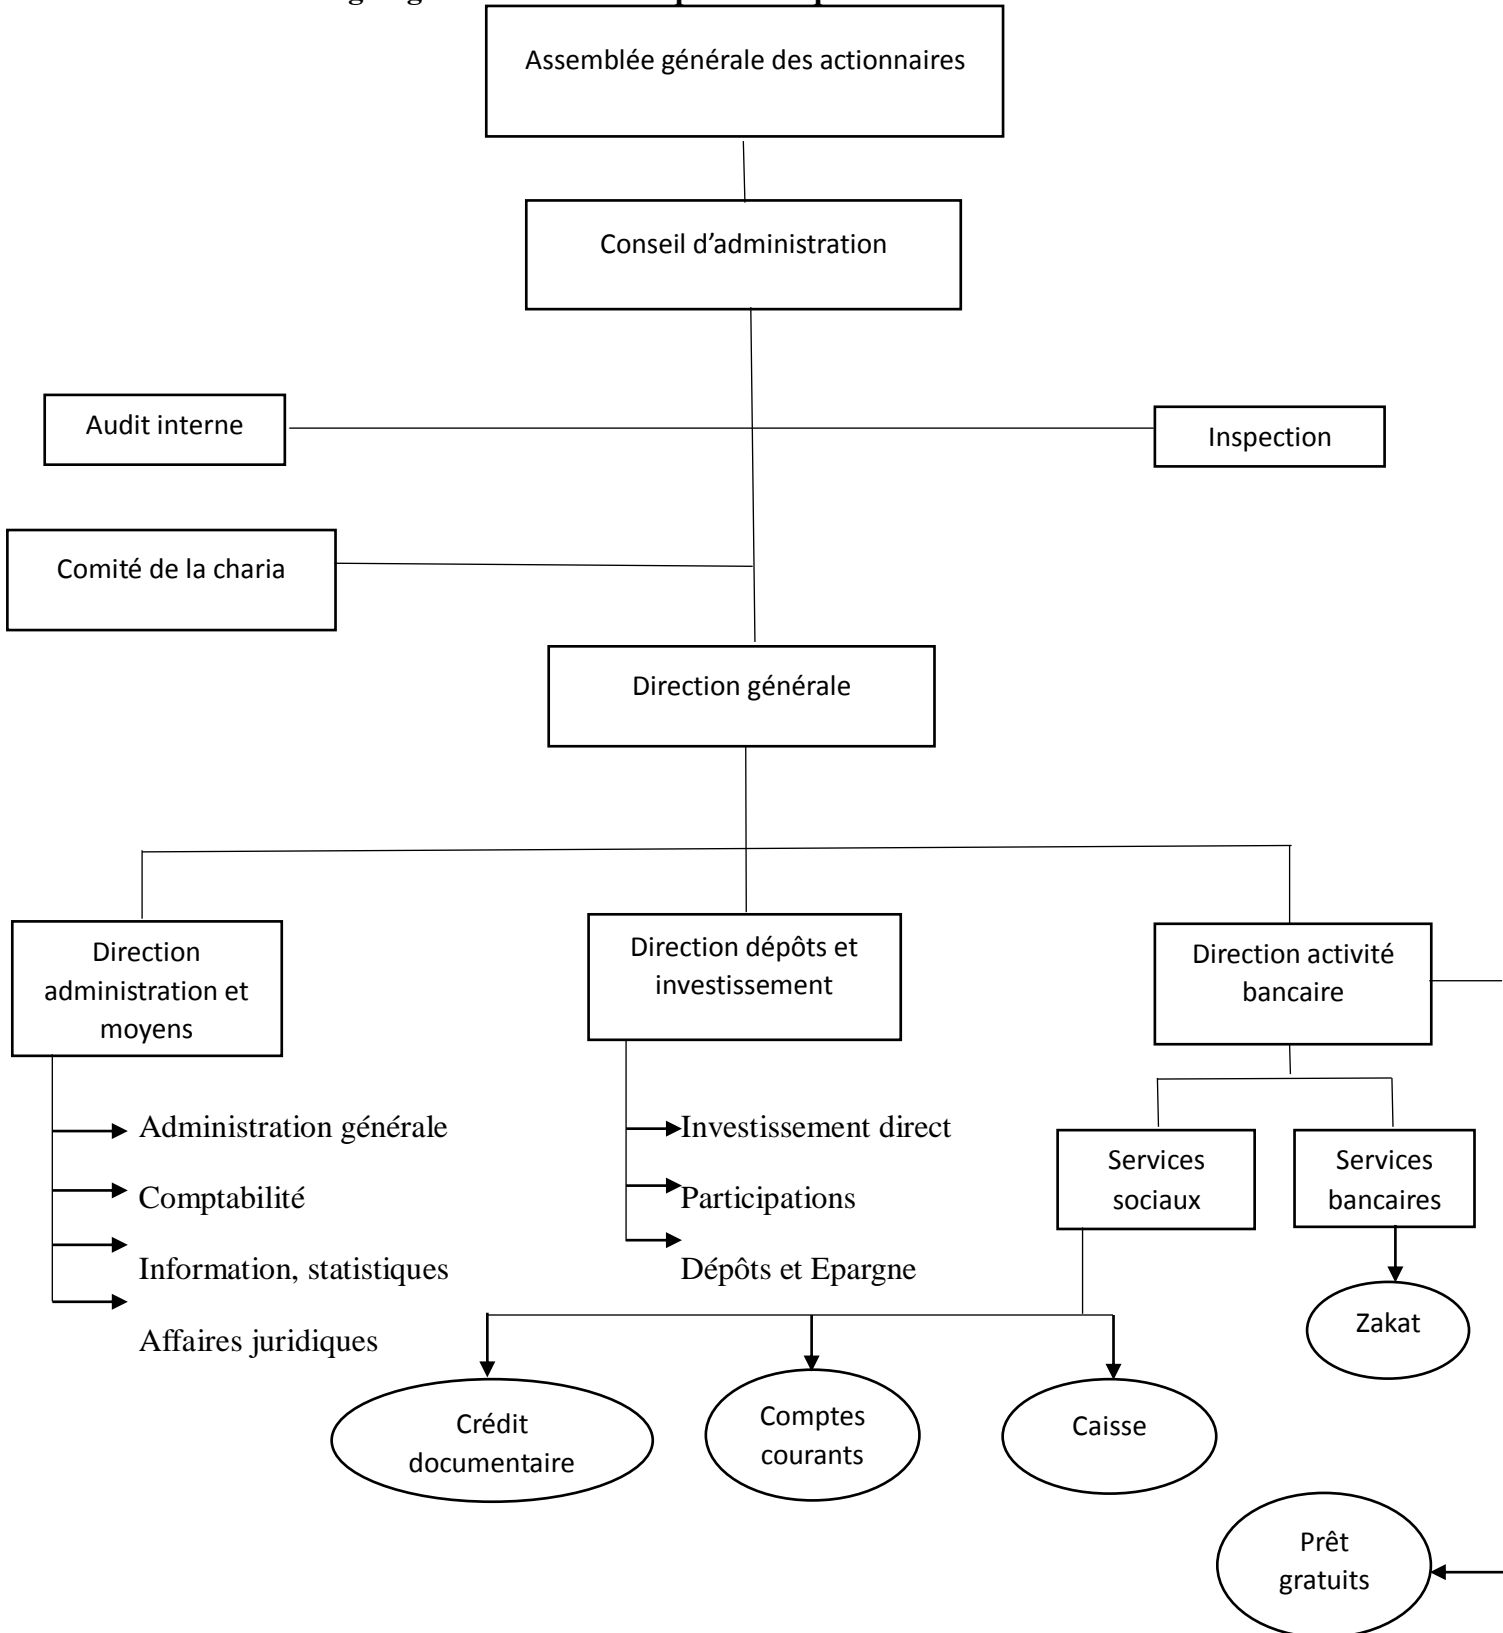 Assemblée générale des actionnaires
Conseil d’administration
Audit interne
Inspection
Comité de la charia
Direction générale
Direction
administration et
moyens
Direction dépôts et
investissement
Direction activité
bancaire
Administration générale
Comptabilité
Information, statistiques
Affaires juridiques
Investissement direct
Participations
Dépôts et Epargne
Services
sociaux
Services
bancaires
Zakat
Crédit
documentaire
Comptes
courants
Caisse
Prêt
gratuits